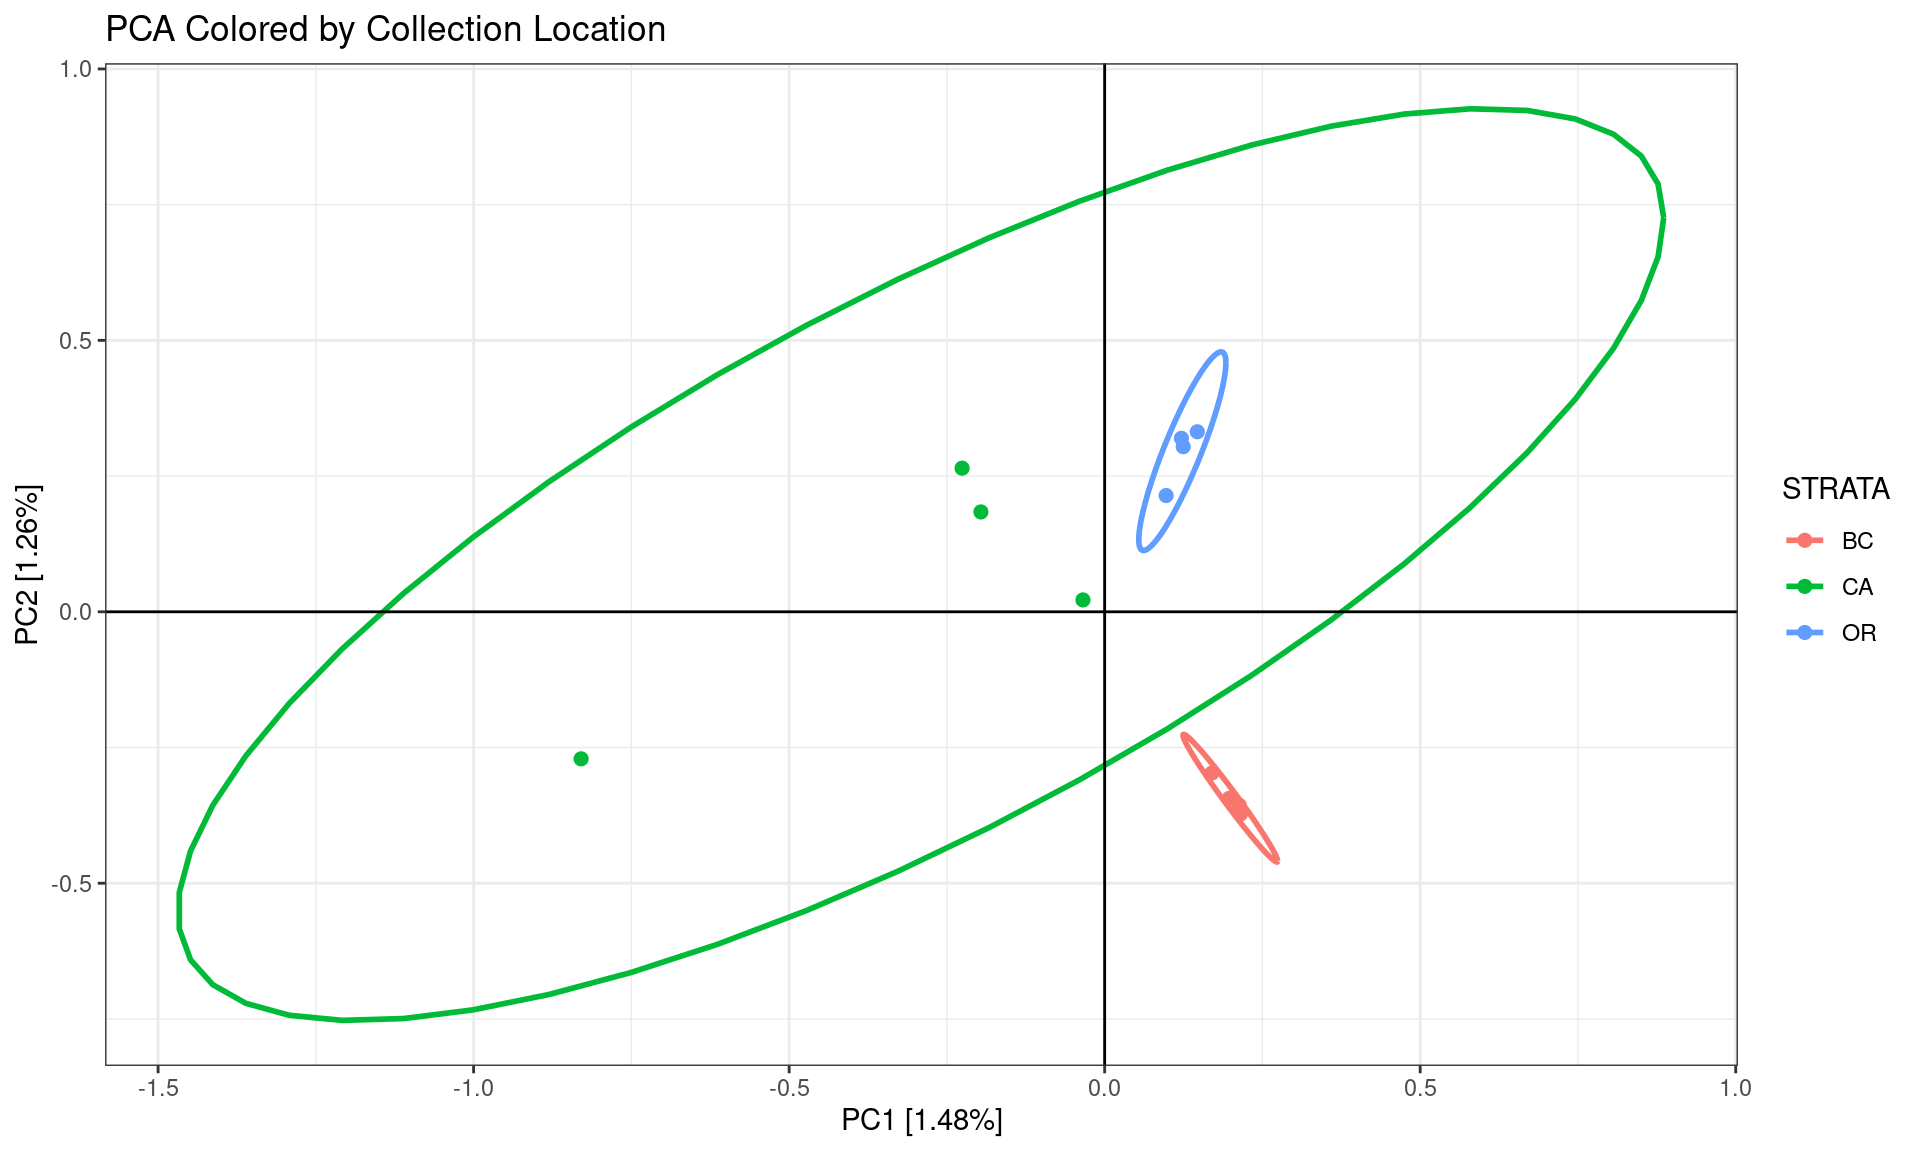 PCA Colored by Collection Location
1.0
0.5
0.0
-0.5
PC2 [1.26%]
-1.5 -1.0 -0.5 0.0 0.5 1.0
PC1 [1.48%]
STRATA
BC
CA
OR